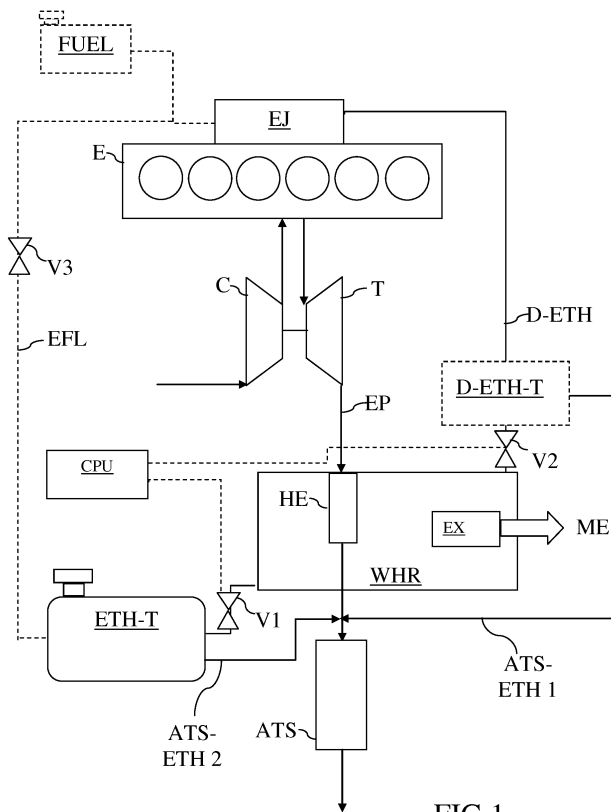 FUEL
EJ
E
V3
C
T
D-ETH
EFL
D-ETH-T
EP
V2
CPU
HE
EX
ME
WHR
ETH-T
V1
ATS-
ETH 1
ATS-
ETH 2
ATS
FIG 1